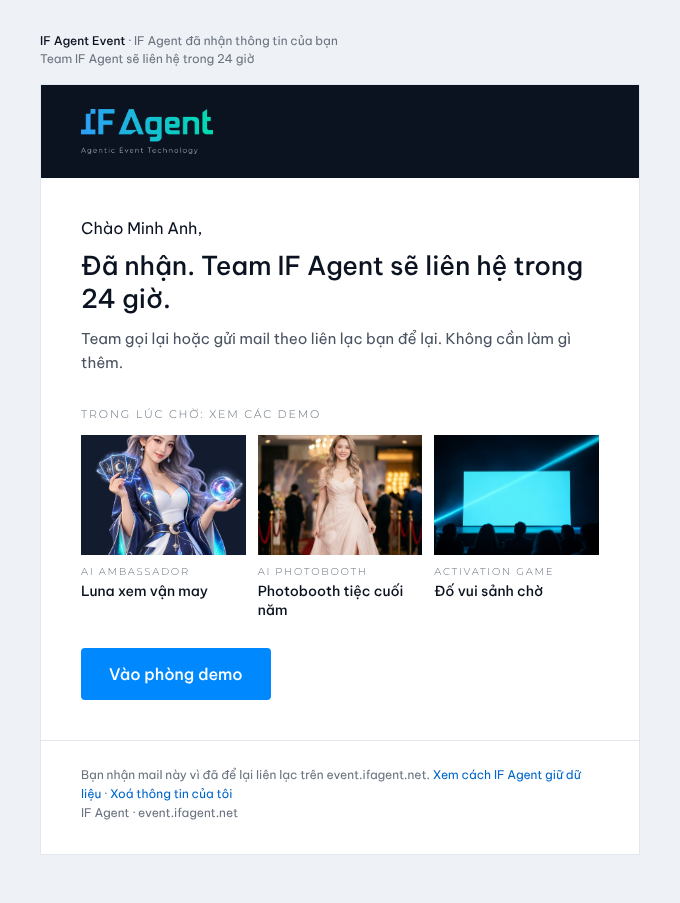 IF Agent Event · IF Agent đã nhận thông tin của bạn
Team IF Agent sẽ liên hệ trong 24 giờ
IF Agent
Agentic Event Technology
Chào Minh Anh,
Đã nhận. Team IF Agent sẽ liên hệ trong
24 giờ.
Team gọi lại hoặc gửi mail theo liên lạc bạn để lại. Không cần làm gì
thêm.
TRONG LÚC CHỜ: XEM CÁC DEMO
AI AMBASSADOR
Luna xem vận may
AI PHOTOBOOTH
Photobooth tiệc cuối
năm
ACTIVATION GAME
Đố vui sảnh chờ
Vào phòng demo
Bạn nhận mail này vì đã để lại liên lạc trên event.ifagent.net. Xem cách IF Agent giữ dữ
liệu · Xoá thông tin của tôi
IF Agent · event.ifagent.net